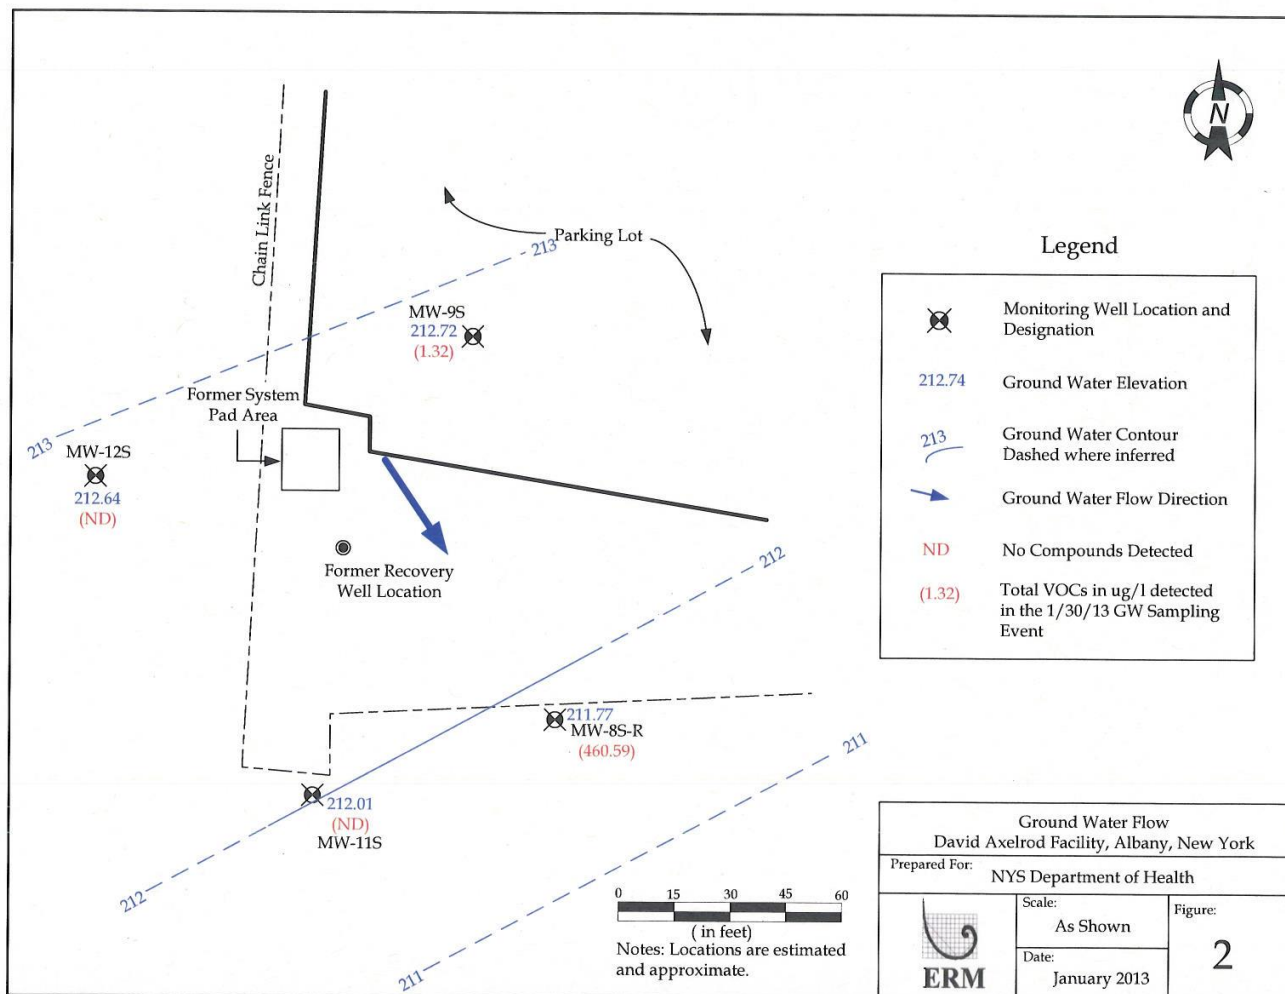 N
Chain Link Fence
Parking Lot
213
MW-9S
212.72
(1.32)
Former System
Pad Area
213
MW-12S
212.64
(ND)
Former Recovery
Well Location
212
211.77
MW-8S-R
(460.59)
211
212.01
(ND)
MW-11S
212
211
Legend
Monitoring Well Location and
Designation
212.74 Ground Water Elevation
213 Ground Water Contour
Dashed where inferred
Ground Water Flow Direction
ND No Compounds Detected
(1.32) Total VOCs in ug/l detected
in the 1/30/13 GW Sampling
Event
0 15 30 45 60
( in feet)
Notes: Locations are estimated
and approximate.
Ground Water Flow
David Axelrod Facility, Albany, New York
Prepared For:
NYS Department of Health
ERM
Scale:
As Shown
Date:
January 2013
Figure:
2